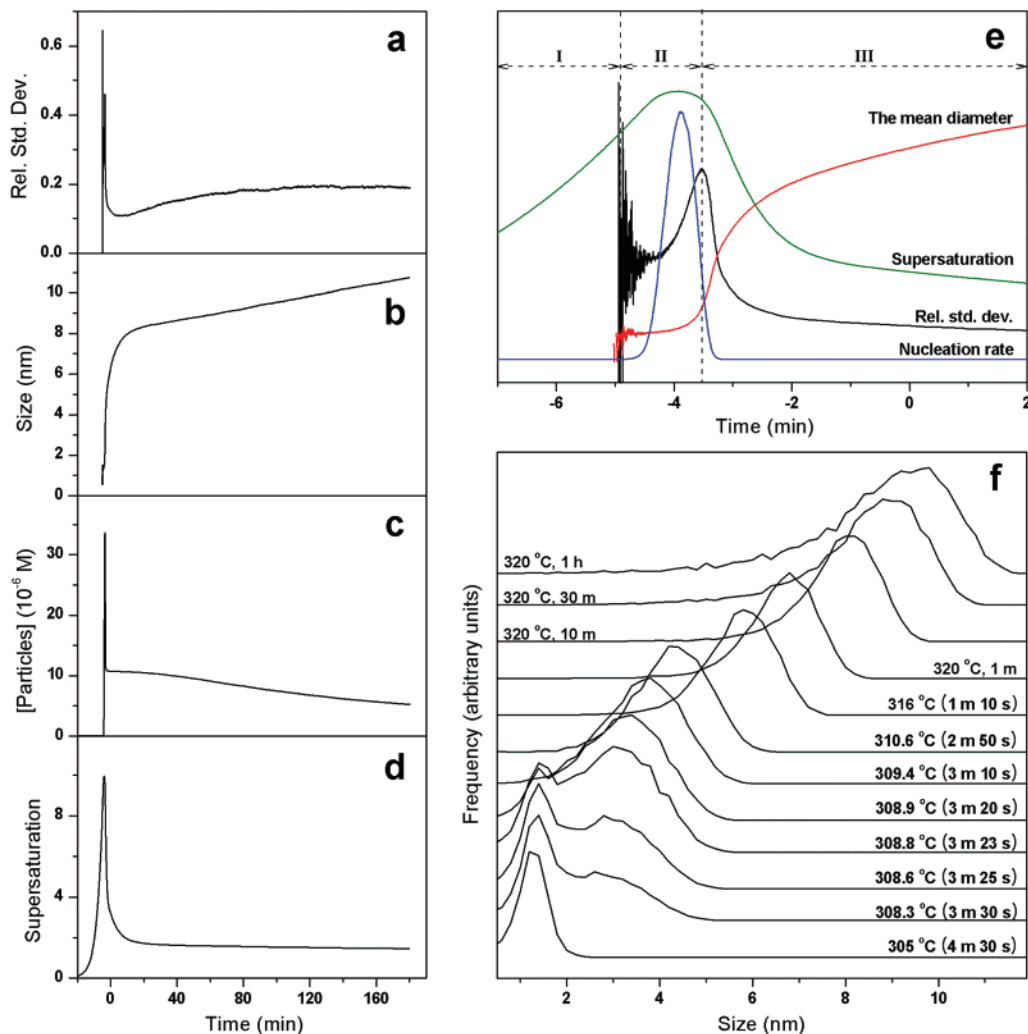 a
0.6
0.4
0.2
0.0
Rel. Std. Dev.
b
10
8
6
4
2
0
Size (nm)
c
30
20
10
0
[Particles] (10⁻⁶ M)
d
8
4
0
Supersaturation
0 40 80 120 160
Time (min)
e
I II III
The mean diameter
Supersaturation
Rel. std. dev.
Nucleation rate
-6 -4 -2 0 2
Time (min)
f
320 °C, 1 h
320 °C, 30 m
320 °C, 10 m
320 °C, 1 m
316 °C (1 m 10 s)
310.6 °C (2 m 50 s)
309.4 °C (3 m 10 s)
308.9 °C (3 m 20 s)
308.8 °C (3 m 23 s)
308.6 °C (3 m 25 s)
308.3 °C (3 m 30 s)
305 °C (4 m 30 s)
Frequency (arbitrary units)
2 4 6 8 10
Size (nm)